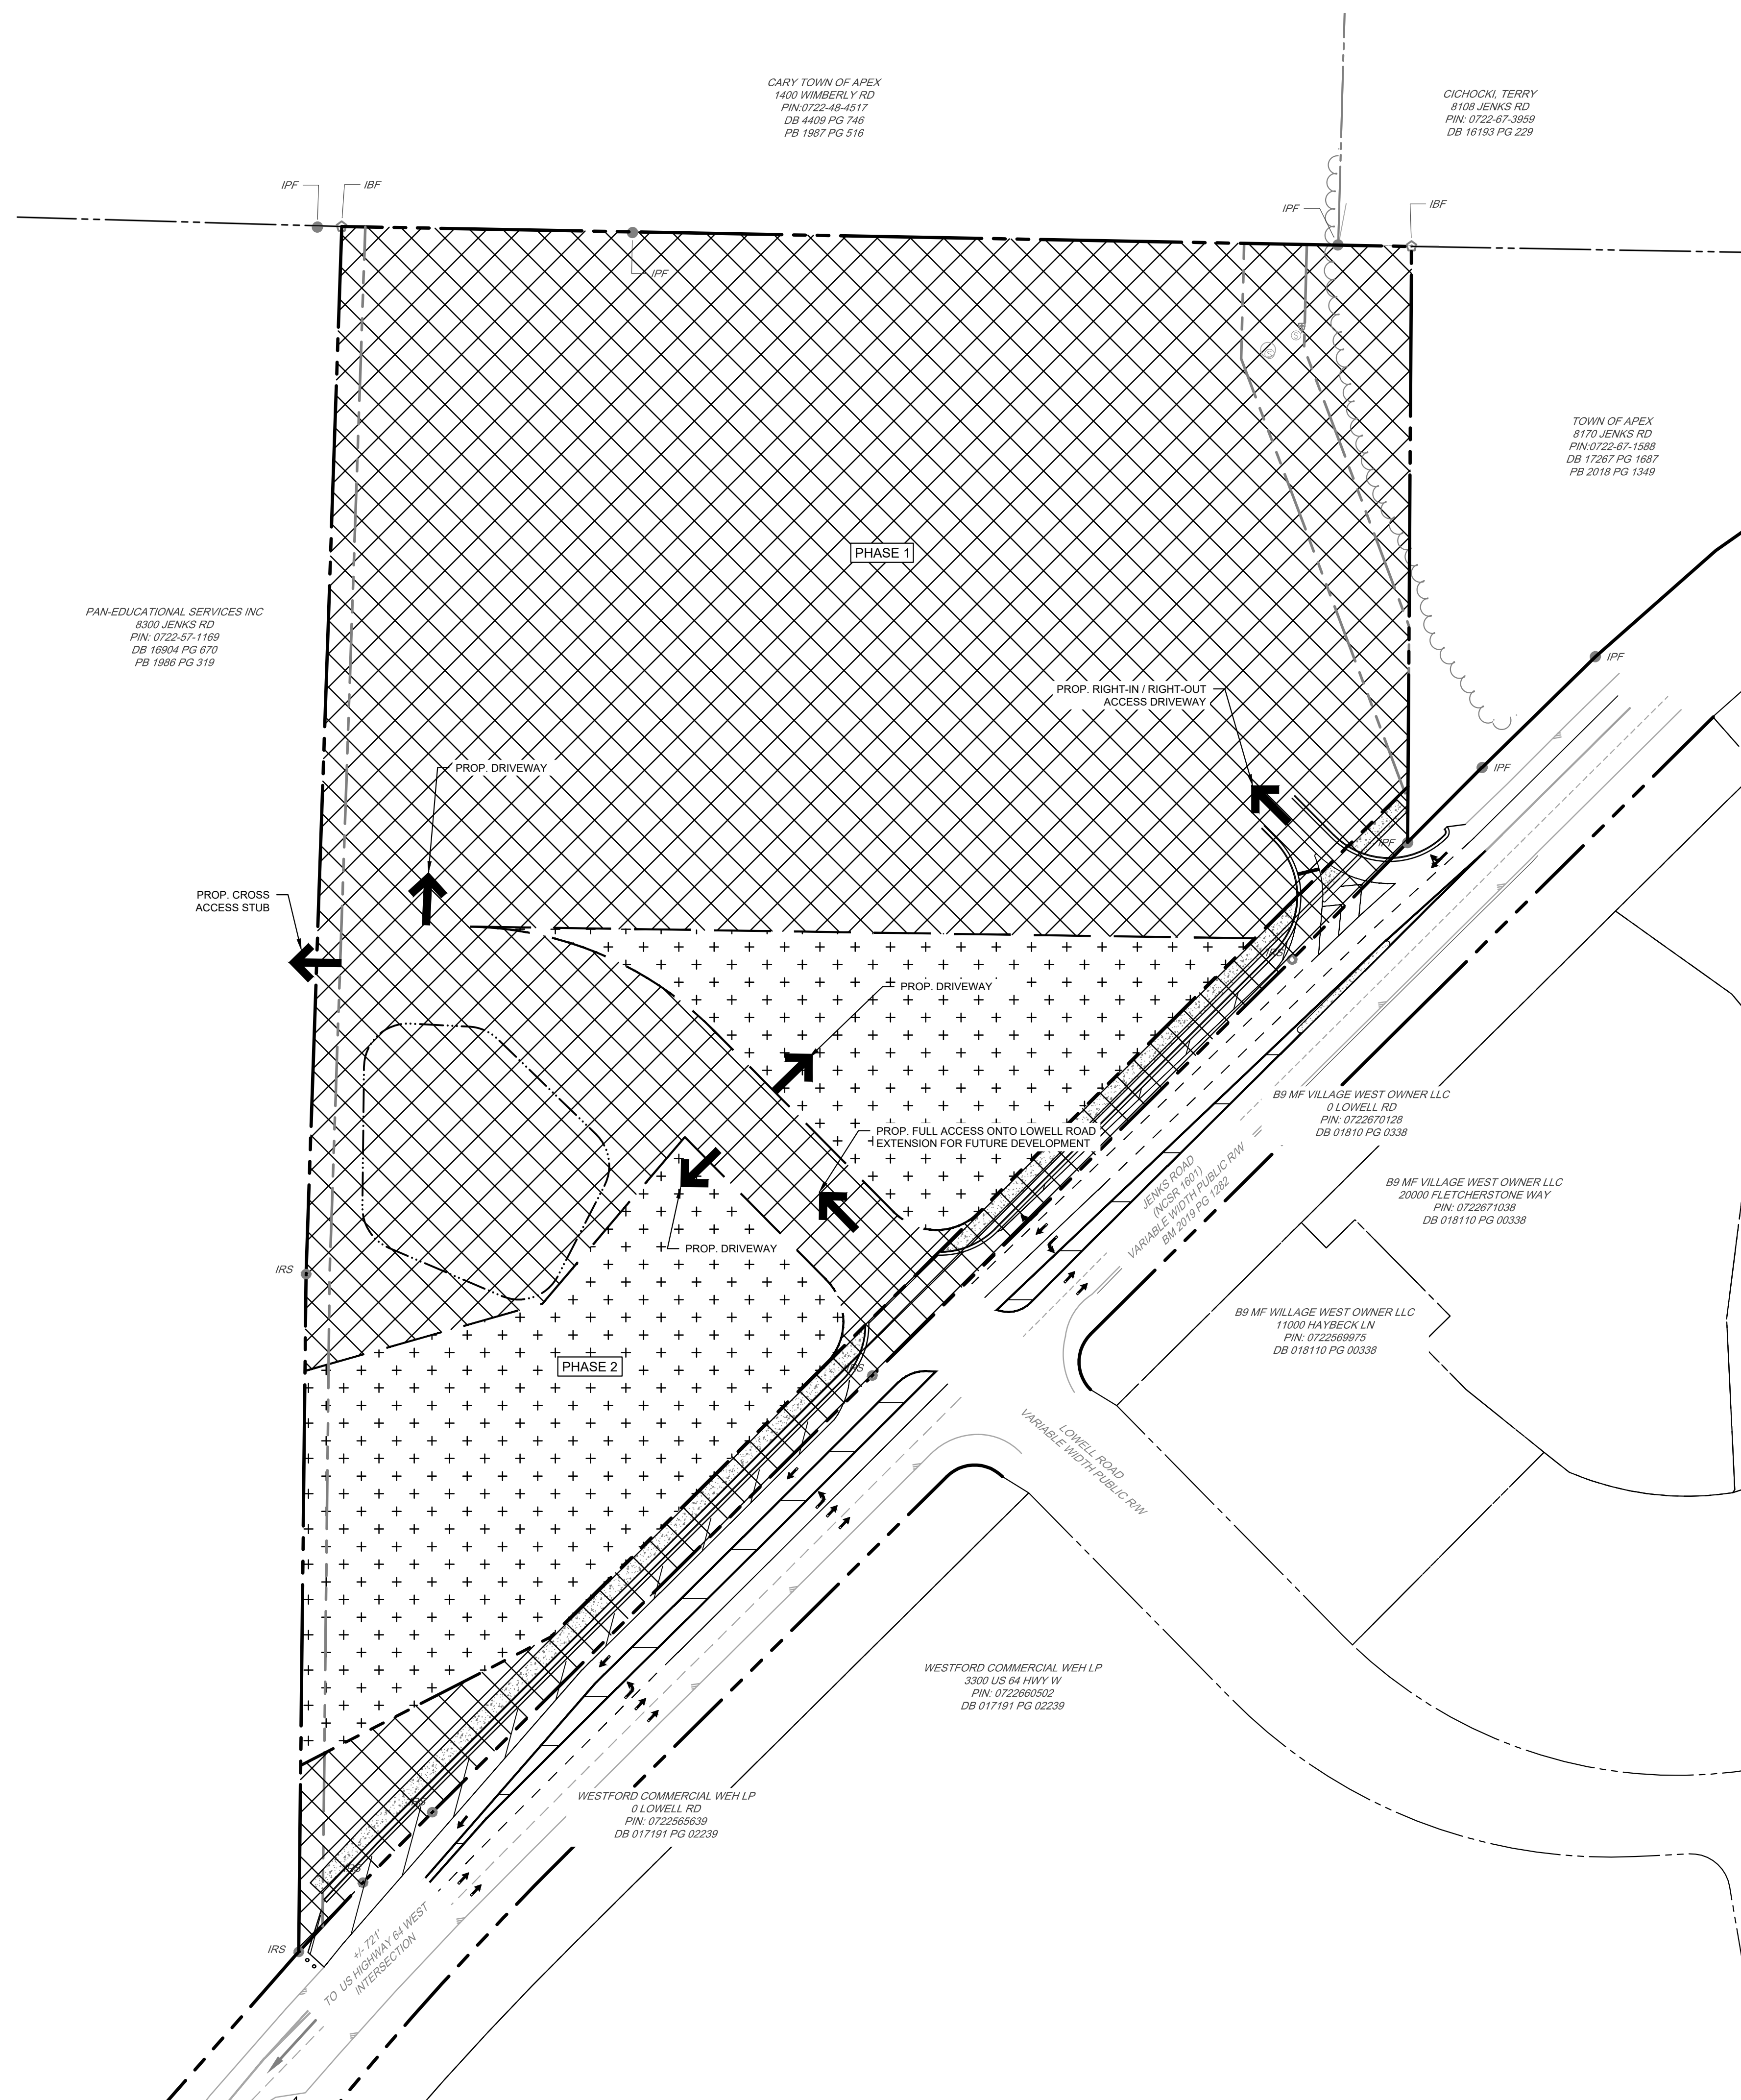 CARY TOWN OF APEX
1400 WIMBERLY RD
PIN:0722-48-4517
DB 4409 PG 746
PB 1987 PG 516
CICHOCKI, TERRY
8108 JENKS RD
PIN: 0722-67-3959
DB 16193 PG 229
IPF
IBF
IPF
IBF
IPF
TOWN OF APEX
8170 JENKS RD
PIN:0722-67-1588
DB 17267 PG 1687
PB 2018 PG 1349
S
S
PHASE 1
PAN-EDUCATIONAL SERVICES INC
8300 JENKS RD
PIN: 0722-57-1169
DB 16904 PG 670
PB 1986 PG 319
IPF
PROP. RIGHT-IN / RIGHT-OUT
ACCESS DRIVEWAY
PROP. DRIVEWAY
IPF
IPF
PROP. CROSS
ACCESS STUB
IRS
PROP. DRIVEWAY
B9 MF VILLAGE WEST OWNER LLC
0 LOWELL RD
PIN: 0722670128
DB 01810 PG 0338
PROP. FULL ACCESS ONTO LOWELL ROAD
EXTENSION FOR FUTURE DEVELOPMENT
JENKS ROAD
(NCSR 1601)
VARIABLE WIDTH PUBLIC R/W
BM 2019 PG 1282
B9 MF VILLAGE WEST OWNER LLC
20000 FLETCHERSTONE WAY
PIN: 0722671038
DB 018110 PG 00338
PROP. DRIVEWAY
IRS
B9 MF VILLAGE WEST OWNER LLC
11000 HAYBECK LN
PIN: 0722569975
DB 018110 PG 00338
PHASE 2
IRS
LOWELL ROAD
VARIABLE WIDTH PUBLIC R/W
WESTFORD COMMERCIAL WEH LP
3300 US 64 HWY W
PIN: 0722660502
DB 017191 PG 02239
WESTFORD COMMERCIAL WEH LP
0 LOWELL RD
PIN: 0722565639
DB 017191 PG 02239
IRS
+/- 721'
TO US HIGHWAY 64 WEST
INTERSECTION